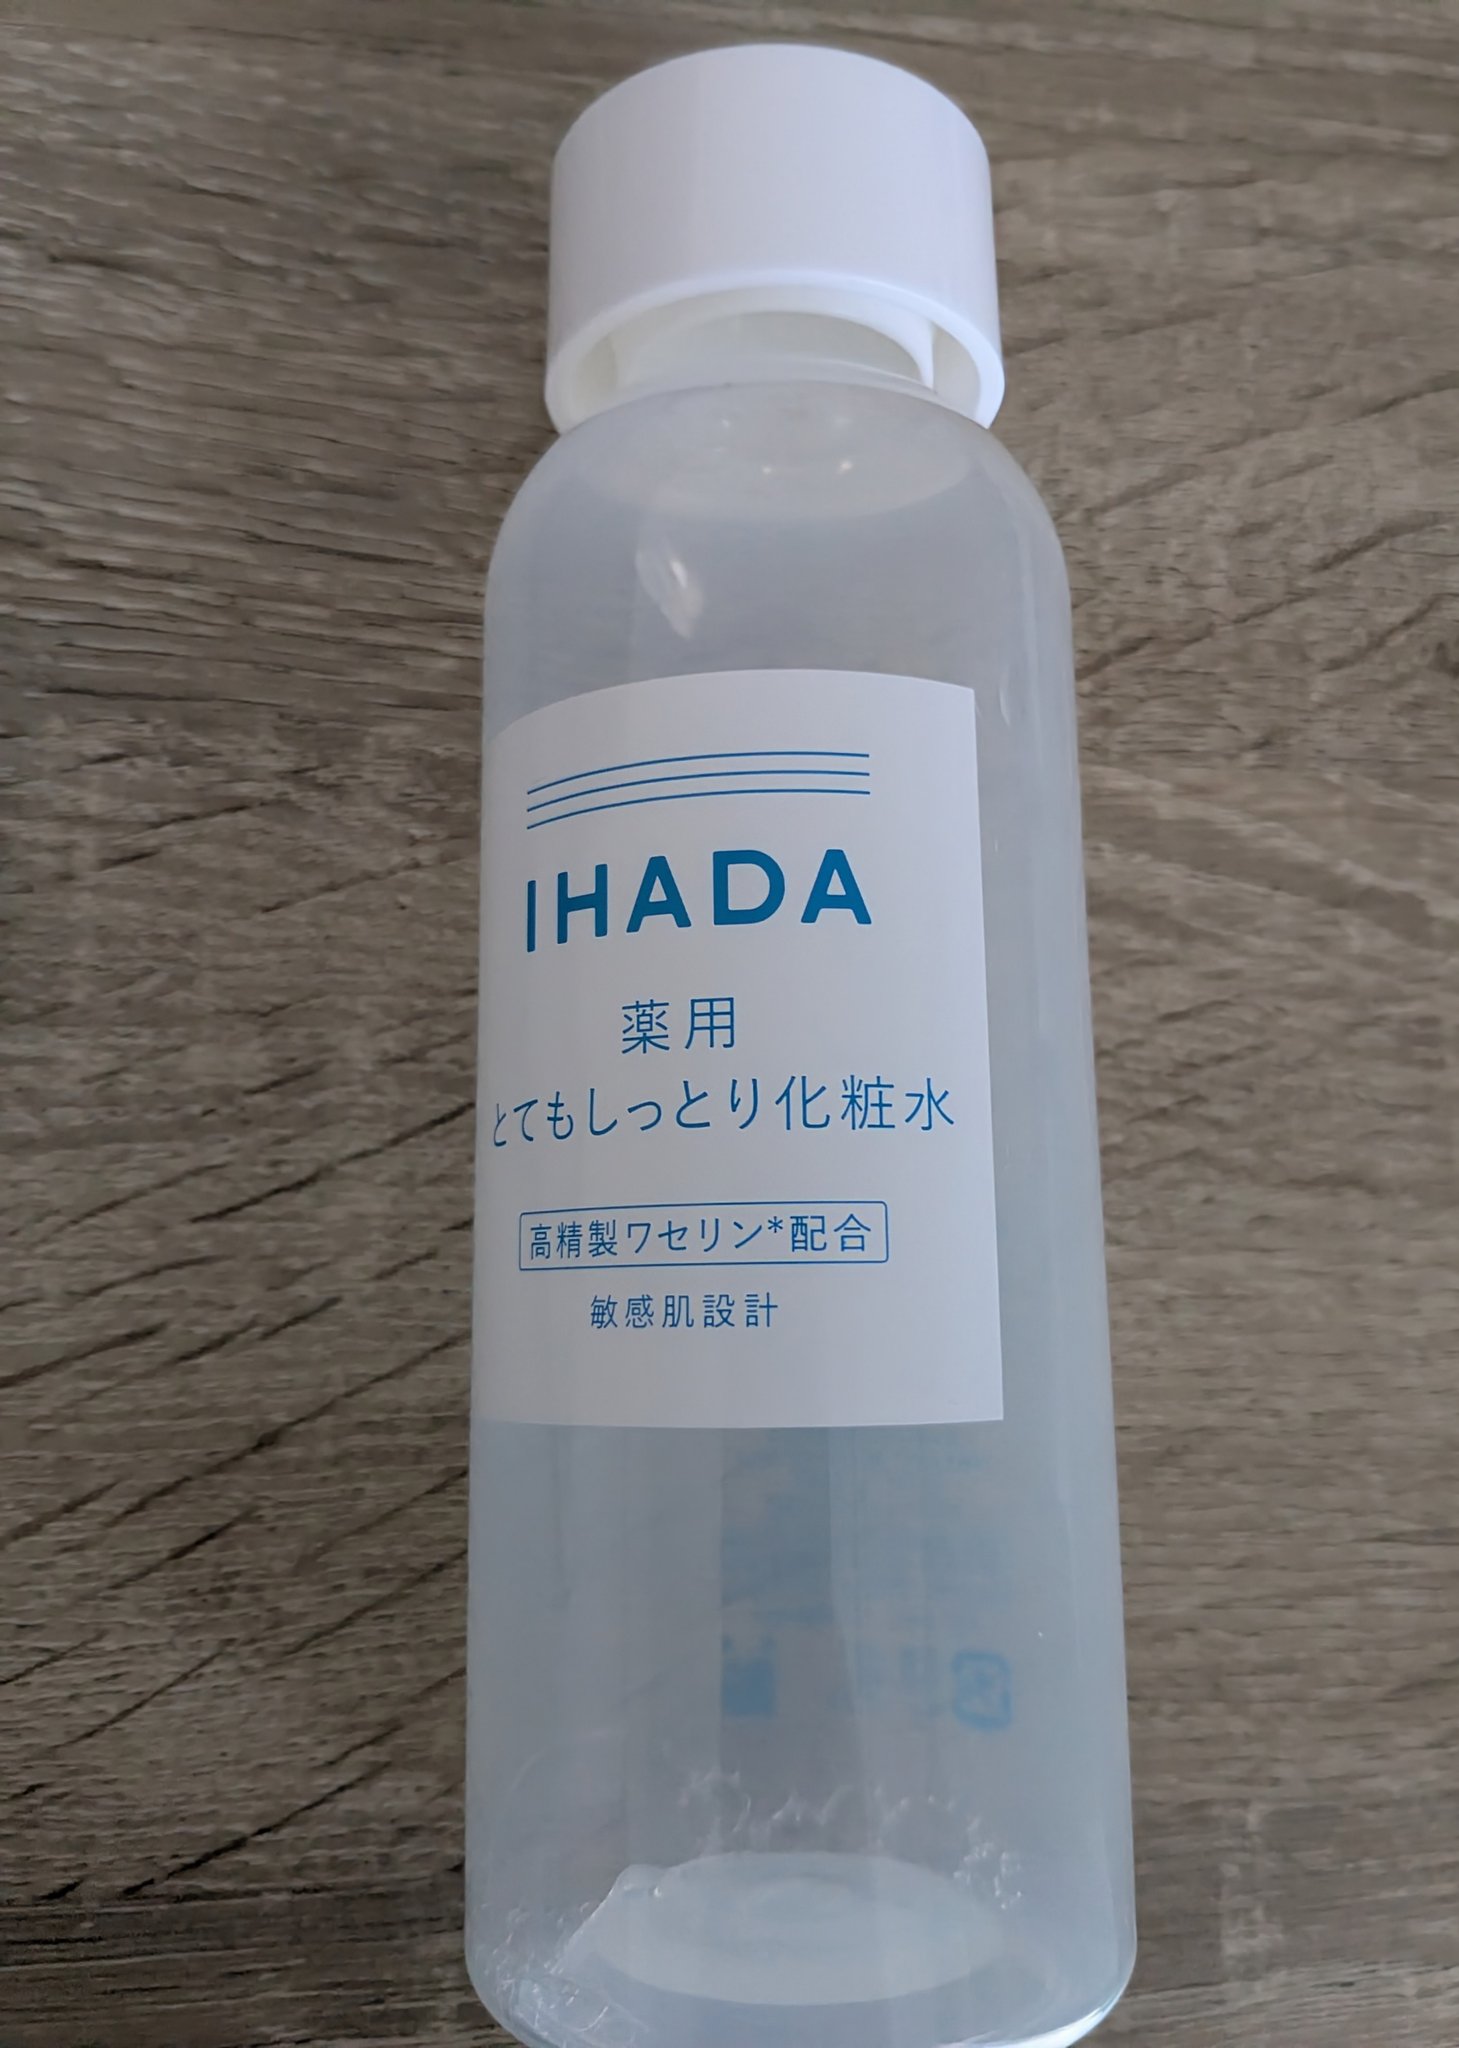 IHADA
薬用
とてもしっとり化粧水
高精製ワセリン*配合
敏感肌設計